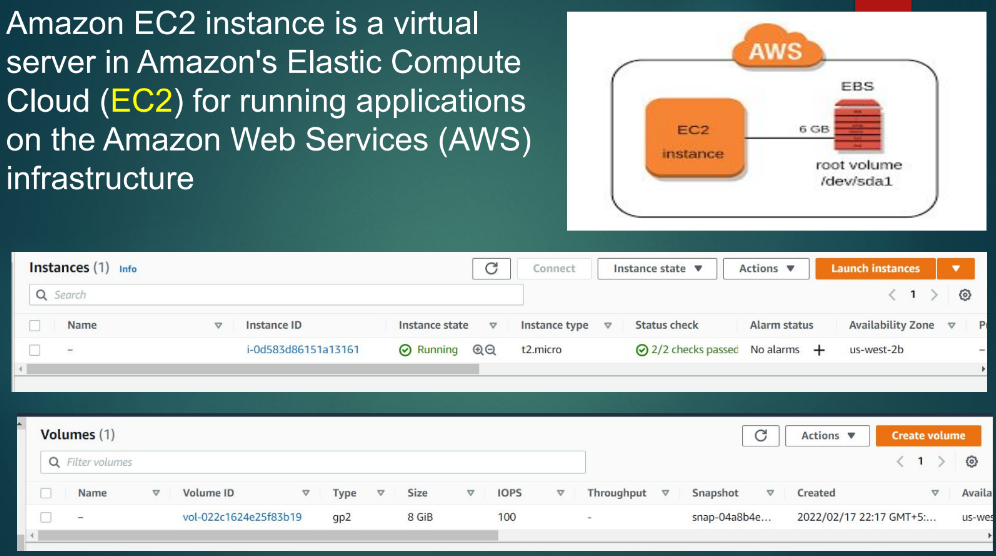 Amazon EC2 instance is a virtual
server in Amazon's Elastic Compute
Cloud (EC2) for running applications
on the Amazon Web Services (AWS)
infrastructure
AWS
EBS
EC2
instance
6 GB
root volume
/dev/sda1
Instances (1) Info
Connect
Instance state
Actions
Launch instances
Search
1
Name Instance ID Instance state Instance type Status check Alarm status Availability Zone
– i-0d583d86151a13161 Running t2.micro 2/2 checks passed No alarms + us-west-2b –
Volumes (1)
Actions
Create volume
Filter volumes
1
Name Volume ID Type Size IOPS Throughput Snapshot Created Availa
– vol-022c1624e25f83b19 gp2 8 GiB 100 - snap-04a8b4e... 2022/02/17 22:17 GMT+5:... us-wes